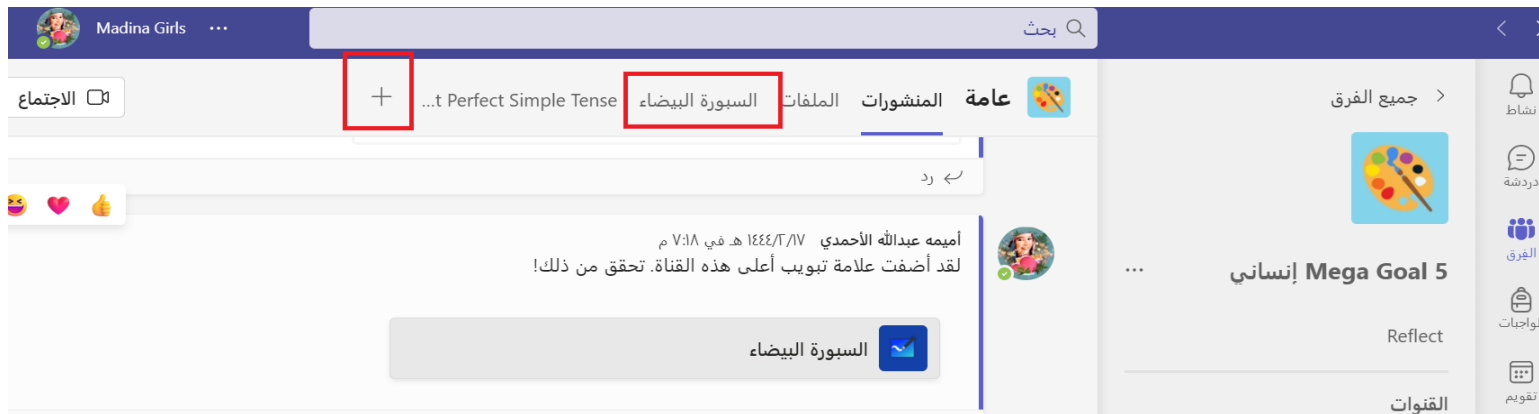 Madina Girls ...
بحث
نشاط
دردشة
الفِرق
تقويم
جميع الفرق
Mega Goal 5 إنساني
...
Reflect
القنوات
عامة
المنشورات
الملفات
السبورة البيضاء
...t Perfect Simple Tense
+
الاجتماع
رد
أميمه عبدالله الأحمدي ١٤٤٤/٢/١٧ هـ في ٧:١٨ م
لقد أضفت علامة تبويب أعلى هذه القناة. تحقق من ذلك!
السبورة البيضاء